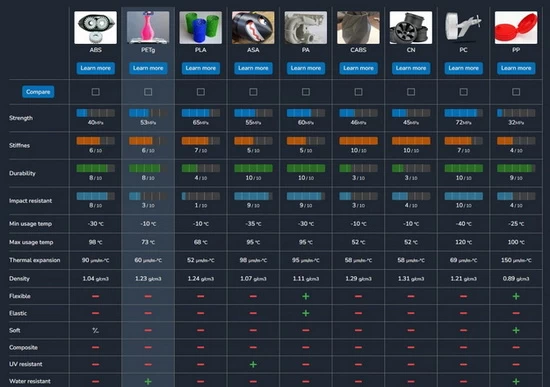 ABS PETp PLA ASA PA CABS CN PC PP
Learn more Learn more Learn more Learn more Learn more Learn more Learn more Learn more Learn more
Compare
Strength 40MPa 53MPa 65MPa 55MPa 60MPa 46MPa 45MPa 72MPa 32MPa
Stiffnes 6 / 10 6 / 10 7 / 10 5 / 10 5 / 10 10 / 10 10 / 10 7 / 10 5 / 10
Durability 8 / 10 8 / 10 4 / 10 10 / 10 10 / 10 3 / 10 3 / 10 10 / 10 9 / 10
Impact resistant 8 / 10 3 / 10 1 / 10 9 / 10 9 / 10 3 / 10 4 / 10 9 / 10 4 / 10
Min usage temp -30 °C -10 °C -10 °C -35 °C -30 °C -10 °C -10 °C -40 °C -25 °C
Max usage temp 98 °C 73 °C 68 °C 95 °C 95 °C 52 °C 52 °C 120 °C 100 °C
Thermal expansion 90 µm/m-°C 60 µm/m-°C 52 µm/m-°C 98 µm/m-°C 95 µm/m-°C 58 µm/m-°C 58 µm/m-°C 69 µm/m-°C 150 µm/m-°C
Density 1.04 g/cm3 1.23 g/cm3 1.24 g/cm3 1.07 g/cm3 1.11 g/cm3 1.29 g/cm3 1.31 g/cm3 1.21 g/cm3 0.89 g/cm3
Flexible − − − − + − − − +
Elastic − − − − + − − − −
Soft − − − − − − − +
Composite − − − − − − − − −
UV resistant − − − + − − − − −
Water resistant − + − − − − − − +